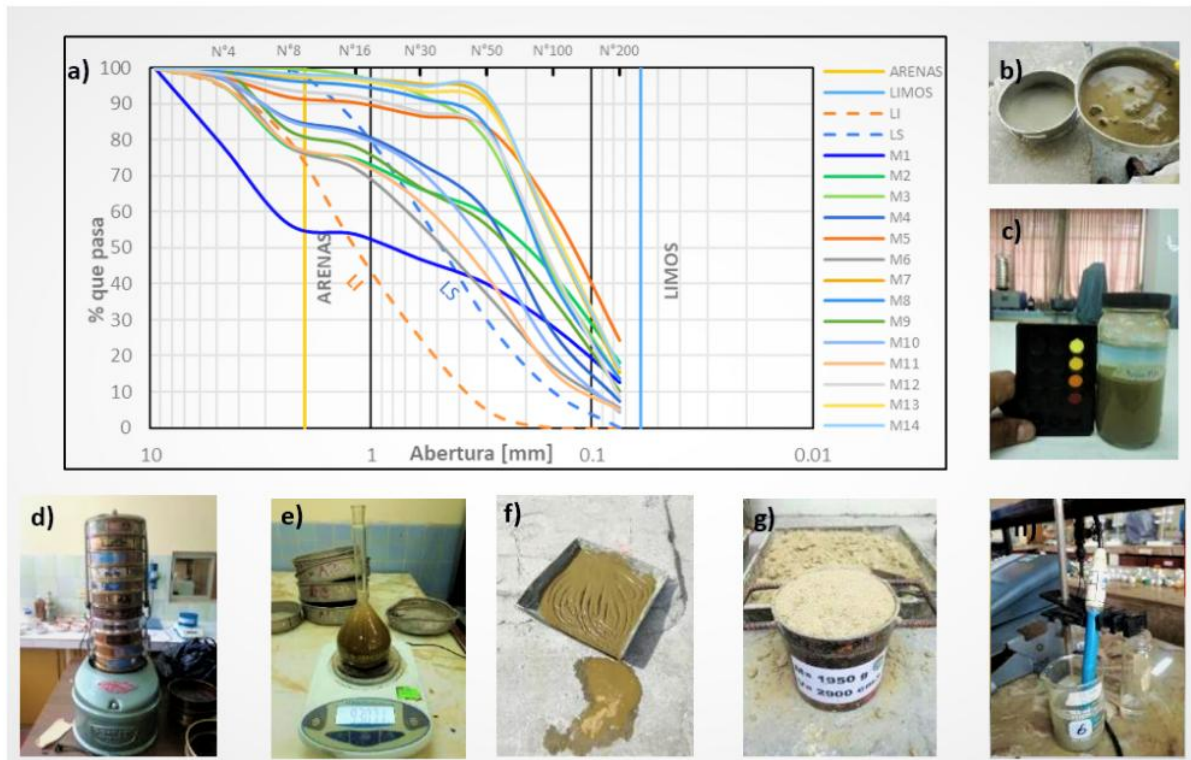 a)
N°4 N°8 N°16 N°30 N°50 N°100 N°200
100
90
80
70
60
50
40
30
20
10
0
% que pasa
ARENAS
LI
LS
LIMOS
10 1 Abertura [mm] 0.1 0.01
ARENAS
LIMOS
LI
LS
M1
M2
M3
M4
M5
M6
M7
M8
M9
M10
M11
M12
M13
M14
b)
c)
d)
e)
f)
g)
Ma= 1950 g
2900
h)
6